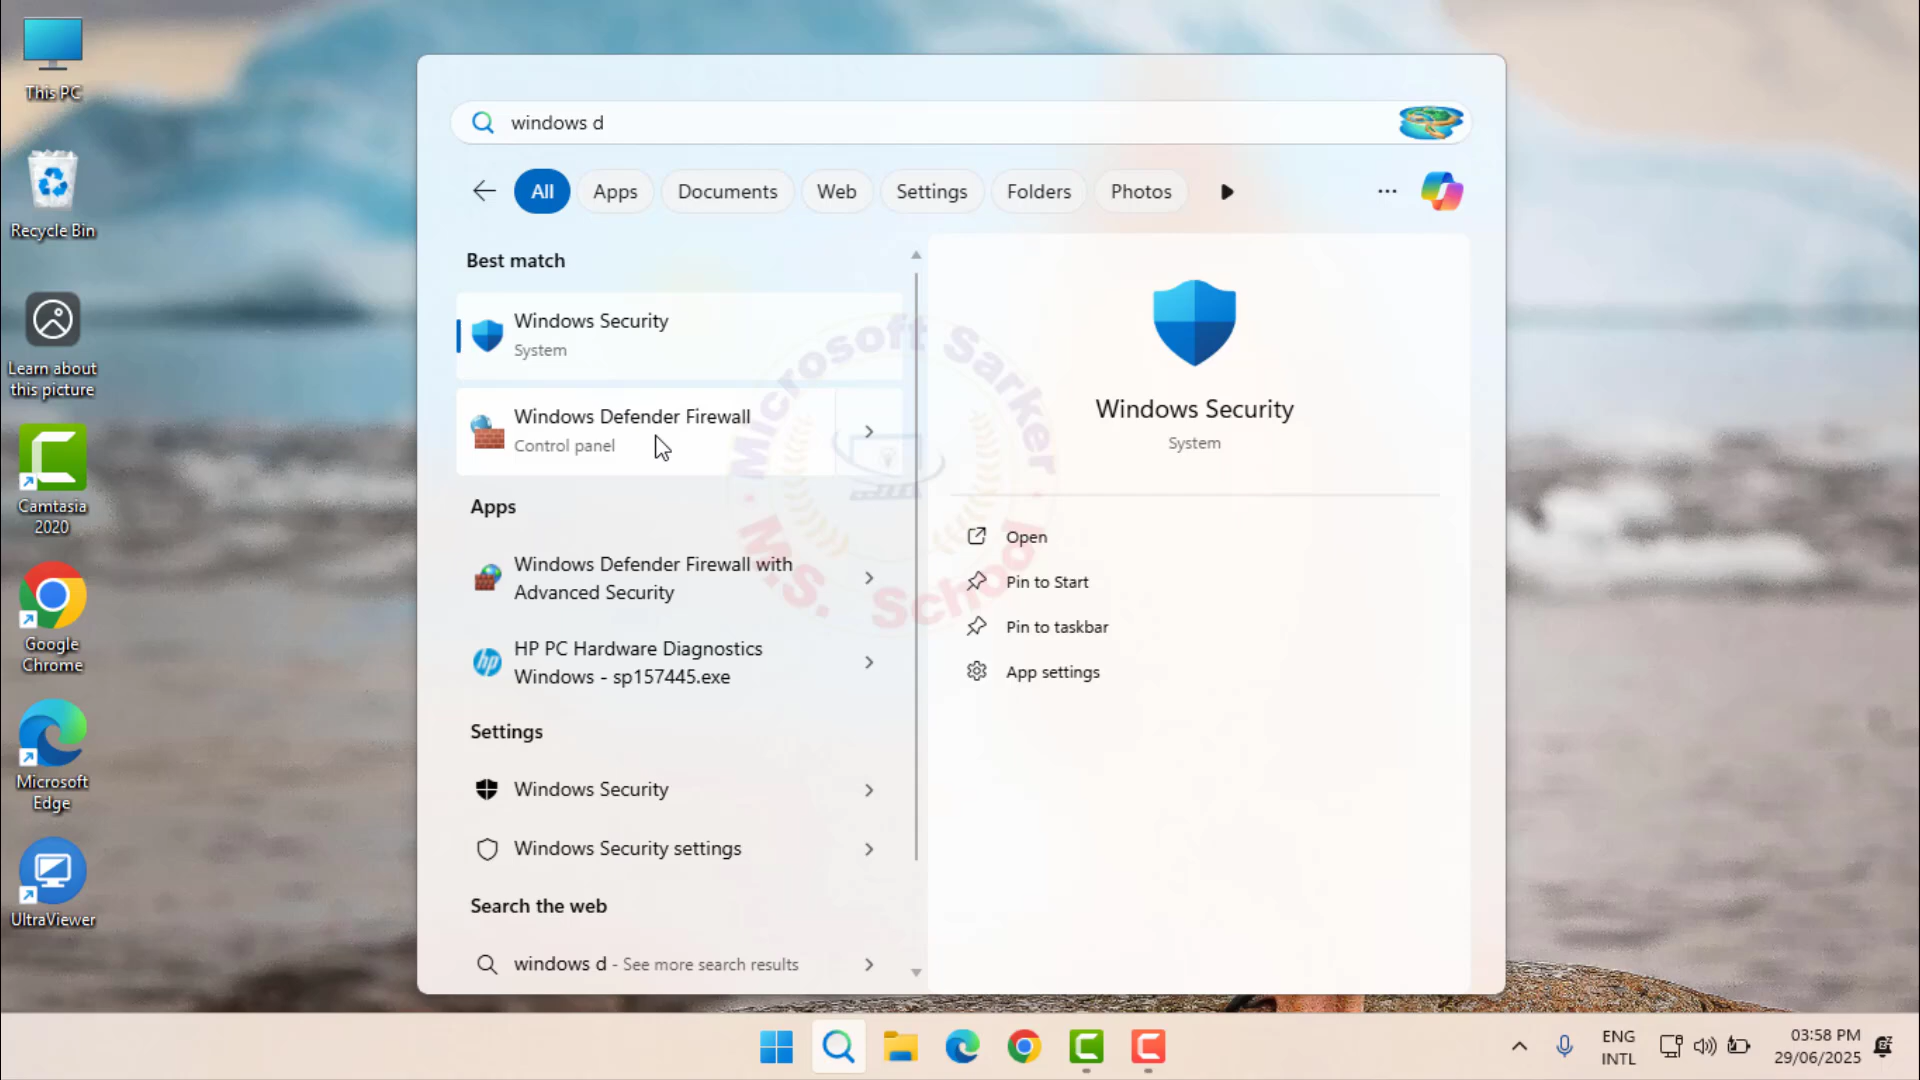 This PC
Recycle Bin
Learn about
this picture
Camtasia
2020
Google
Chrome
Microsoft
Edge
UltraViewer
windows d
All
Apps
Documents
Web
Settings
Folders
Photos
Best match
Windows Security
System
Windows Defender Firewall
Control panel
Apps
Windows Defender Firewall with
Advanced Security
HP PC Hardware Diagnostics
Windows - sp157445.exe
Settings
Windows Security
Windows Security settings
Search the web
windows d - See more search results
Windows Security
System
Open
Pin to Start
Pin to taskbar
App settings
Microsoft Sarker
M.S. School
ENG
INTL
03:58 PM
29/06/2025